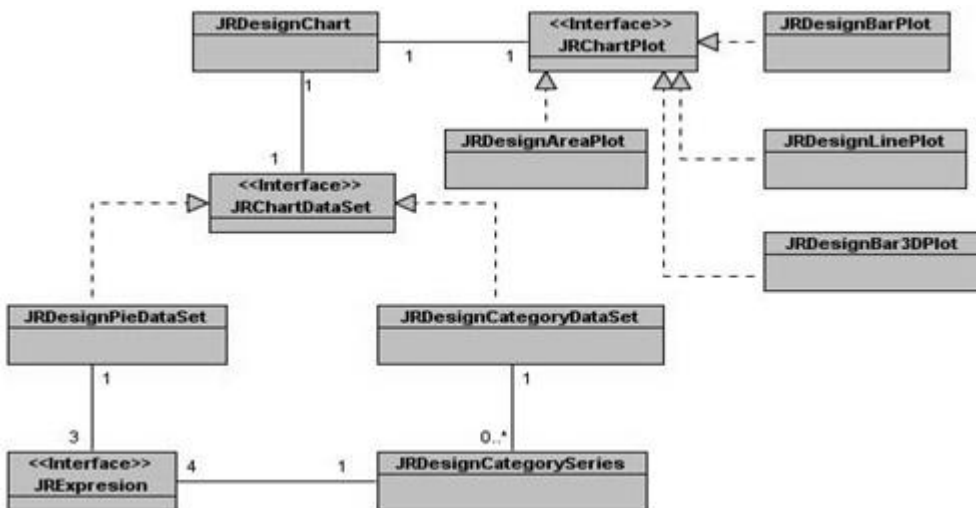 JRDesignChart
<<Interface>>
JRChartPlot
JRDesignBarPlot
1
1
1
JRDesignAreaPlot
JRDesignLinePlot
1
<<Interface>>
JRChartDataSet
JRDesignBar3DPlot
JRDesignPieDataSet
JRDesignCategoryDataSet
1
1
3
0..*
<<Interface>>
JRExpresion
4
1
JRDesignCategorySeries